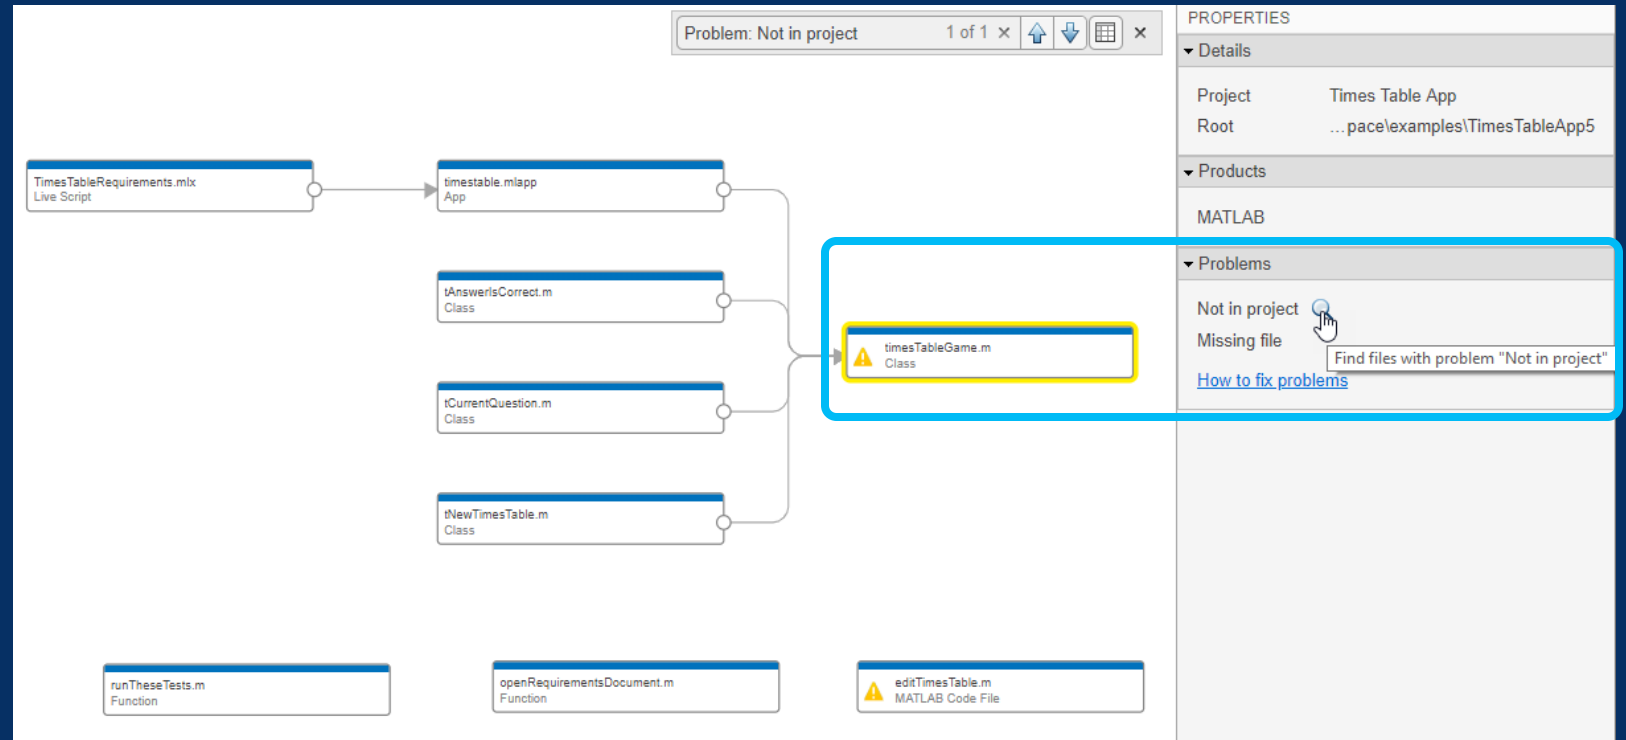 Problem: Not in project 1 of 1
PROPERTIES
Details
Project Times Table App
Root ...pace\examples\TimesTableApp5
Products
MATLAB
Problems
Not in project
Missing file
Find files with problem "Not in project"
How to fix problems
TimesTableRequirements.mlx
Live Script
timestable.mlapp
App
tAnswerIsCorrect.m
Class
timesTableGame.m
Class
tCurrentQuestion.m
Class
tNewTimesTable.m
Class
runTheseTests.m
Function
openRequirementsDocument.m
Function
editTimesTable.m
MATLAB Code File